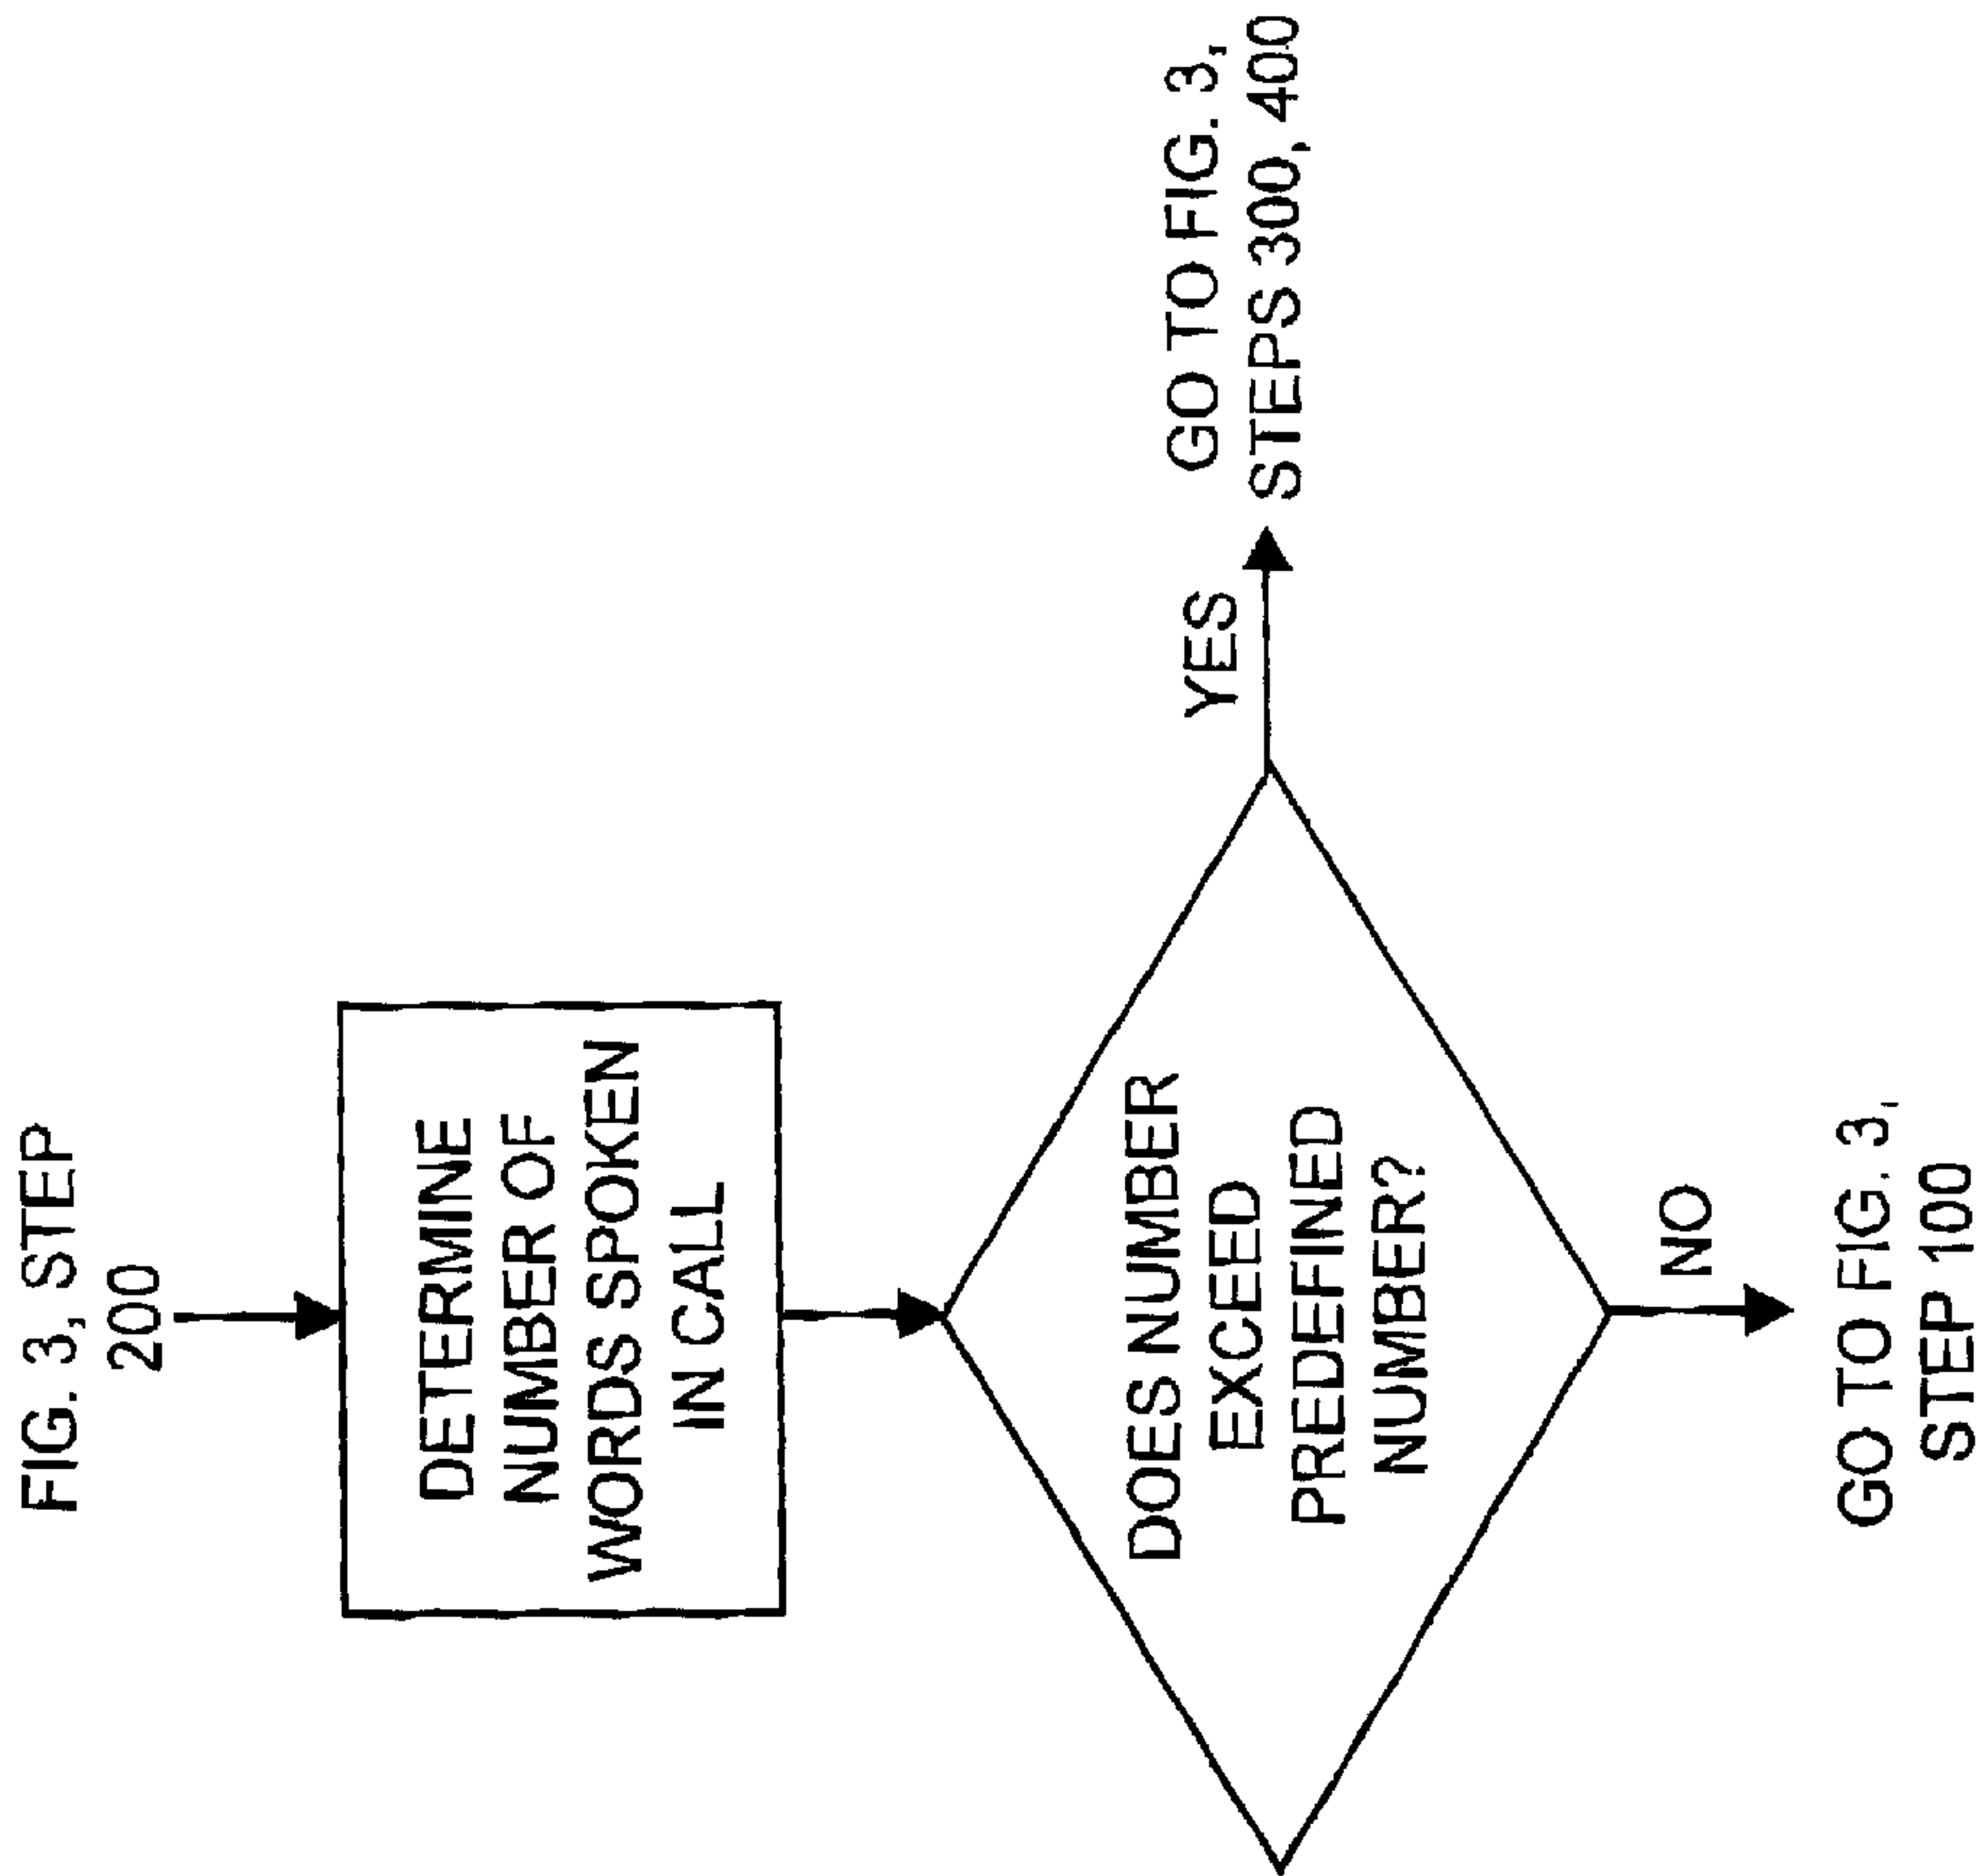 FIG. 3, STEP
200
DETERMINE
NUMBER OF
WORDS SPOKEN
IN CALL
DOES NUMBER
EXCEED
PREDEFINED
NUMBER?
YES
GO TO FIG. 3,
STEPS 300, 400
NO
GO TO FIG. 3,
STEP 100